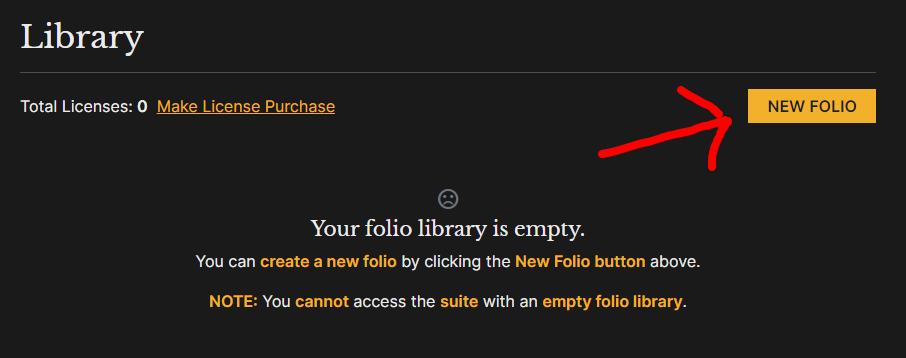 Library
Total Licenses: 0 Make License Purchase
NEW FOLIO
Your folio library is empty.
You can create a new folio by clicking the New Folio button above.
NOTE: You cannot access the suite with an empty folio library.